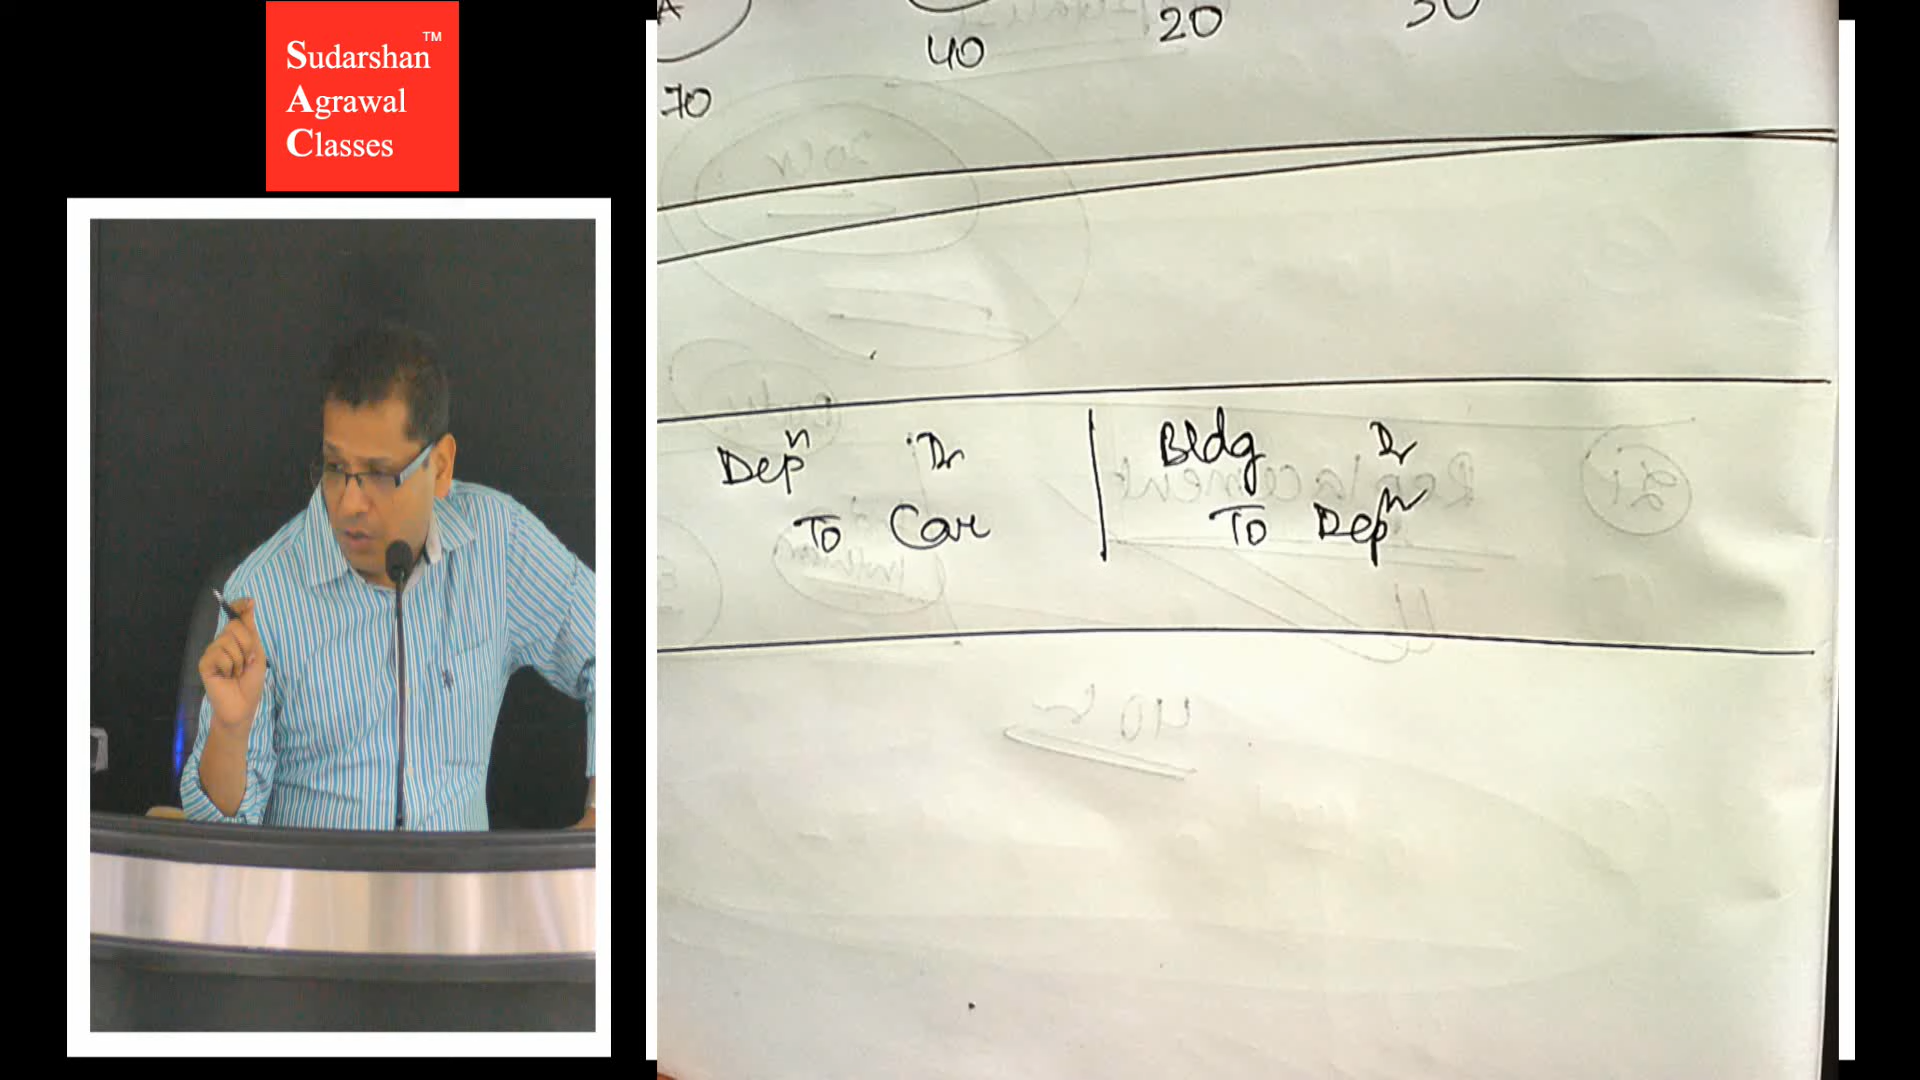 Sudarshan™
Agrawal
Classes
40
20
30
70
Depⁿ Dr
To Car
Bldg Dr
To Depⁿ